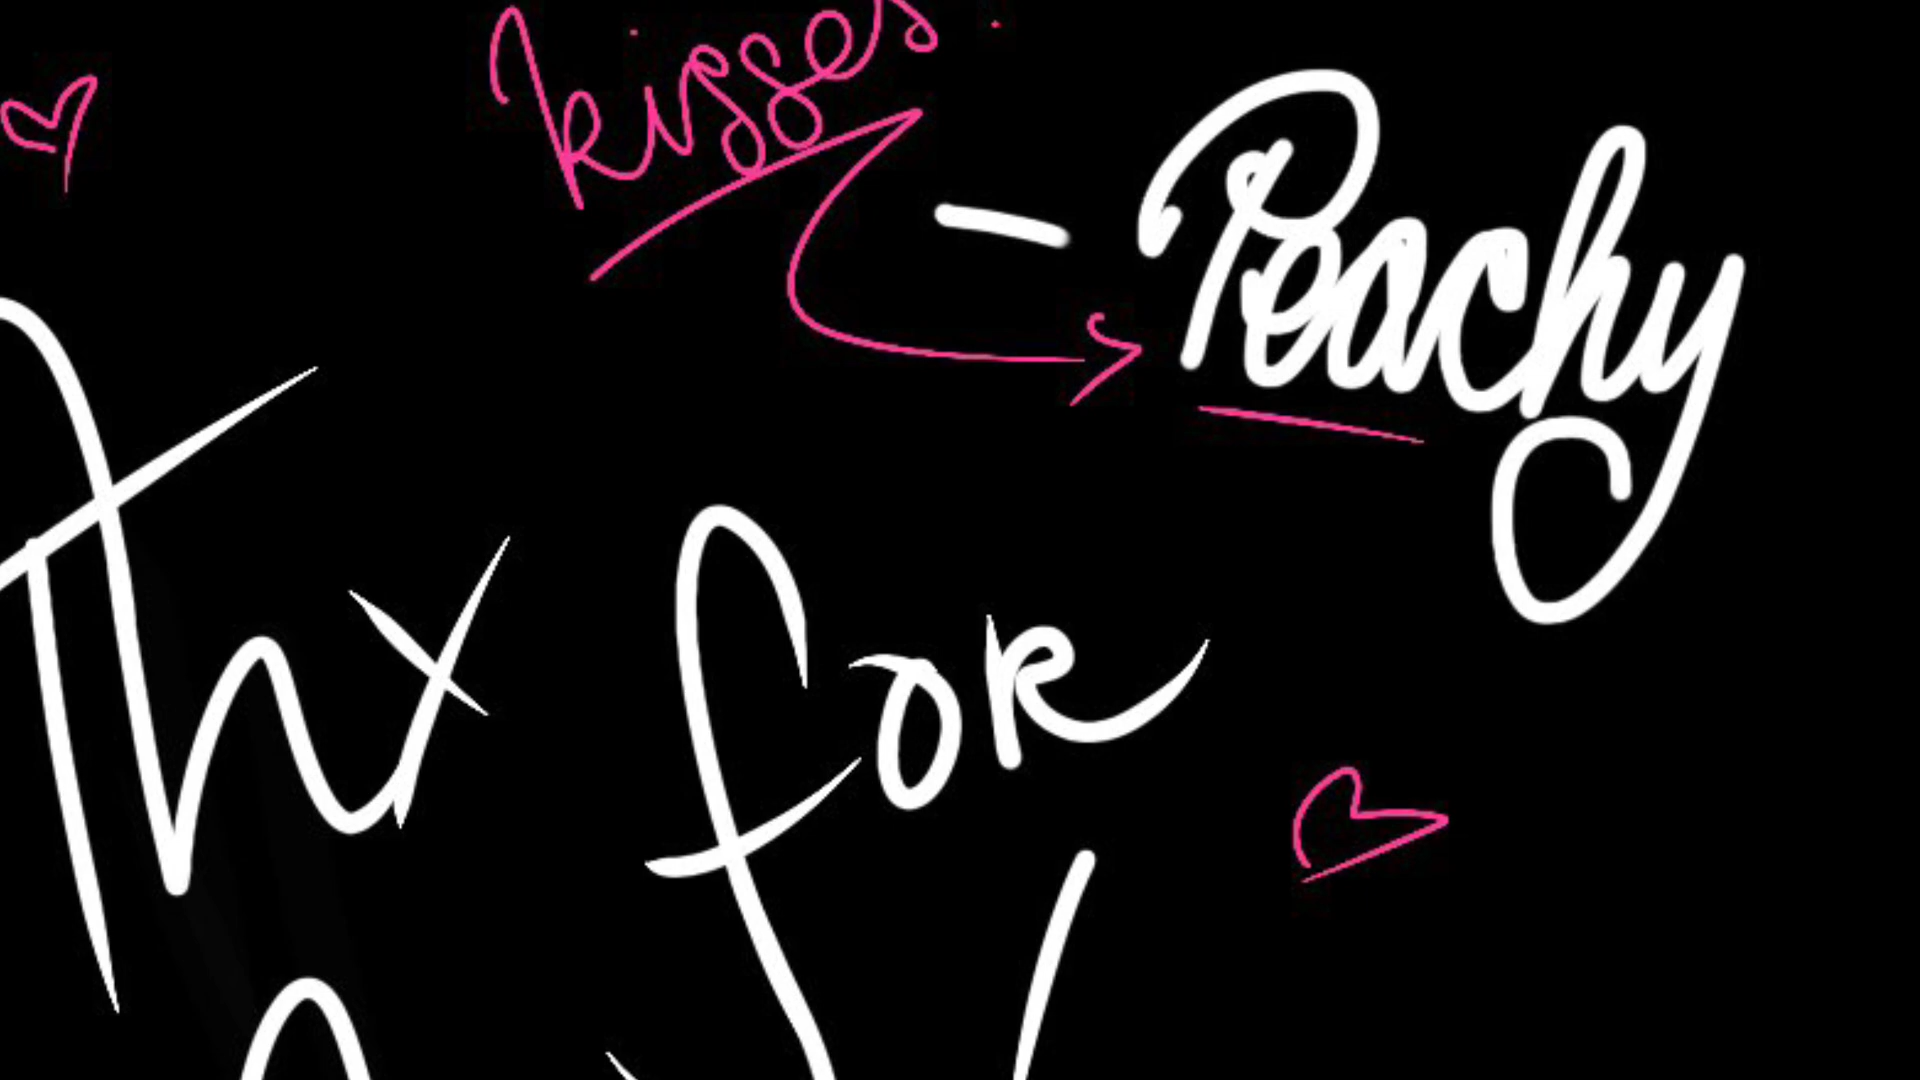 kisses
- Peachy
Thx for